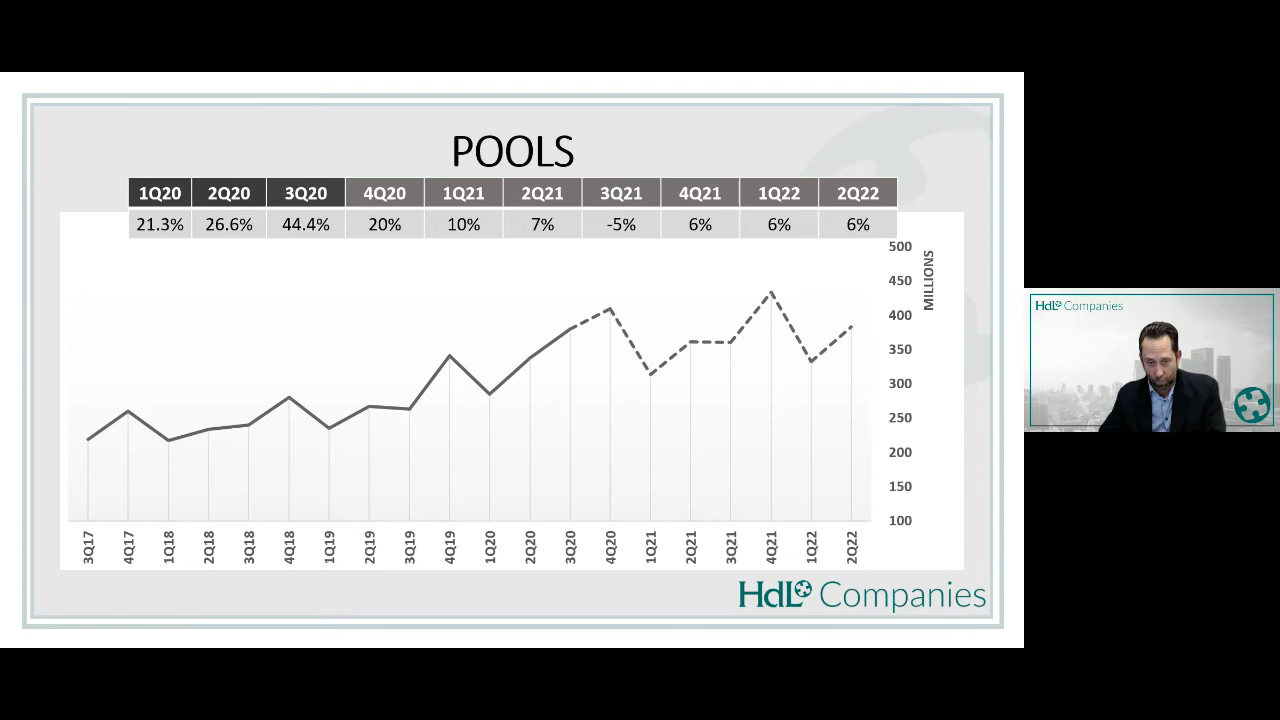 POOLS
1Q20 2Q20 3Q20 4Q20 1Q21 2Q21 3Q21 4Q21 1Q22 2Q22
21.3% 26.6% 44.4% 20% 10% 7% -5% 6% 6% 6%
500
450
400
350
300
250
200
150
100
MILLIONS
3Q17 4Q17 1Q18 2Q18 3Q18 4Q18 1Q19 2Q19 3Q19 4Q19 1Q20 2Q20 3Q20 4Q20 1Q21 2Q21 3Q21 4Q21 1Q22 2Q22
HdL Companies
HdL Companies